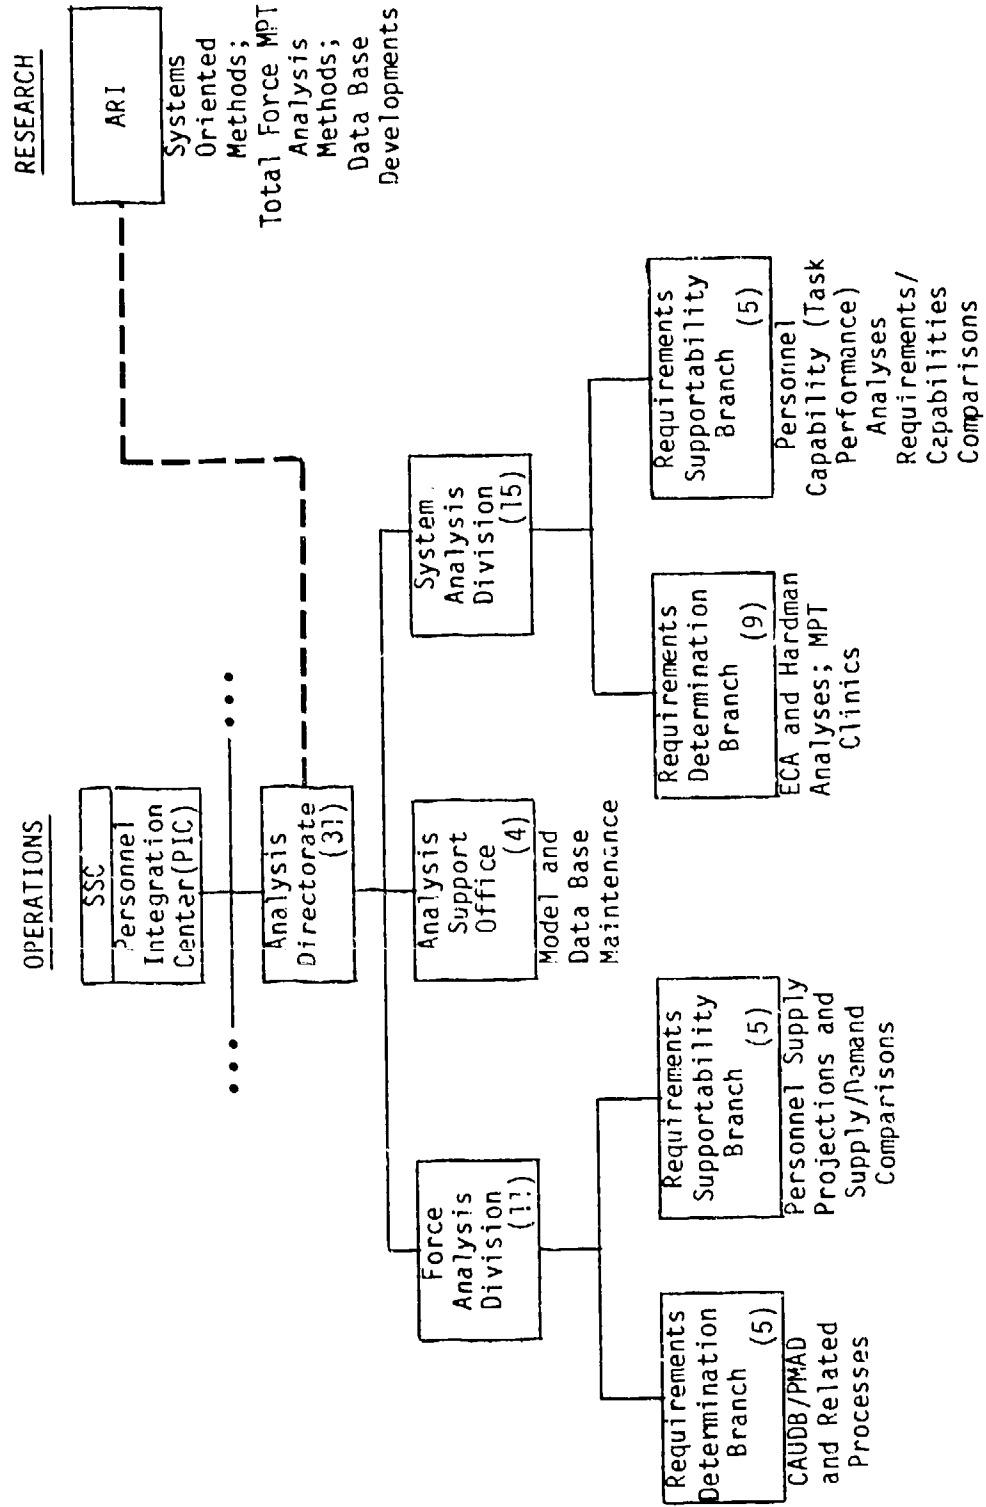 OPERATIONS
RESEARCH
SSC
Personnel
Integration
Center(PIC)
ARI
Systems
Oriented
Methods;
Total Force MPT
Analysis
Methods;
Data Base
Developments
Analysis
Directorate
(31)
Force
Analysis
Division
(11)
Analysis
Support
Office
(4)
Model and
Data Base
Maintenance
System
Analysis
Division
(15)
Requirements
Determination
Branch
(5)
CAUDB/PMAD
and Related
Processes
Requirements
Supportability
Branch
(5)
Personnel Supply
Projections and
Supply/Demand
Comparisons
Requirements
Determination
Branch
(9)
ECA and Hardman
Analyses; MPT
Clinics
Requirements
Supportability
Branch
(5)
Personnel
Capability (Task
Performance)
Analyses
Requirements/
Capabilities
Comparisons